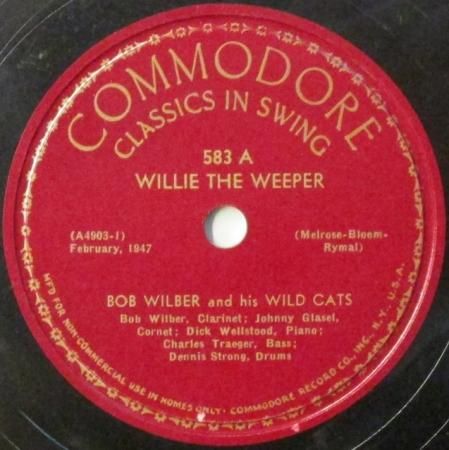 COMMODORE
CLASSICS IN SWING
583 A
WILLIE THE WEEPER
(A4903-1)
February, 1947
(Melrose-Bloem-
Rymal)
BOB WILBER and his WILD CATS
Bob Wilber, Clarinet; Johnny Glasel,
Cornet; Dick Wellstood, Piano;
Charles Traeger, Bass;
Dennis Strong, Drums
MFD FOR NON-COMMERCIAL USE IN HOMES ONLY · COMMODORE RECORD CO., INC. N.Y. U.S.A.